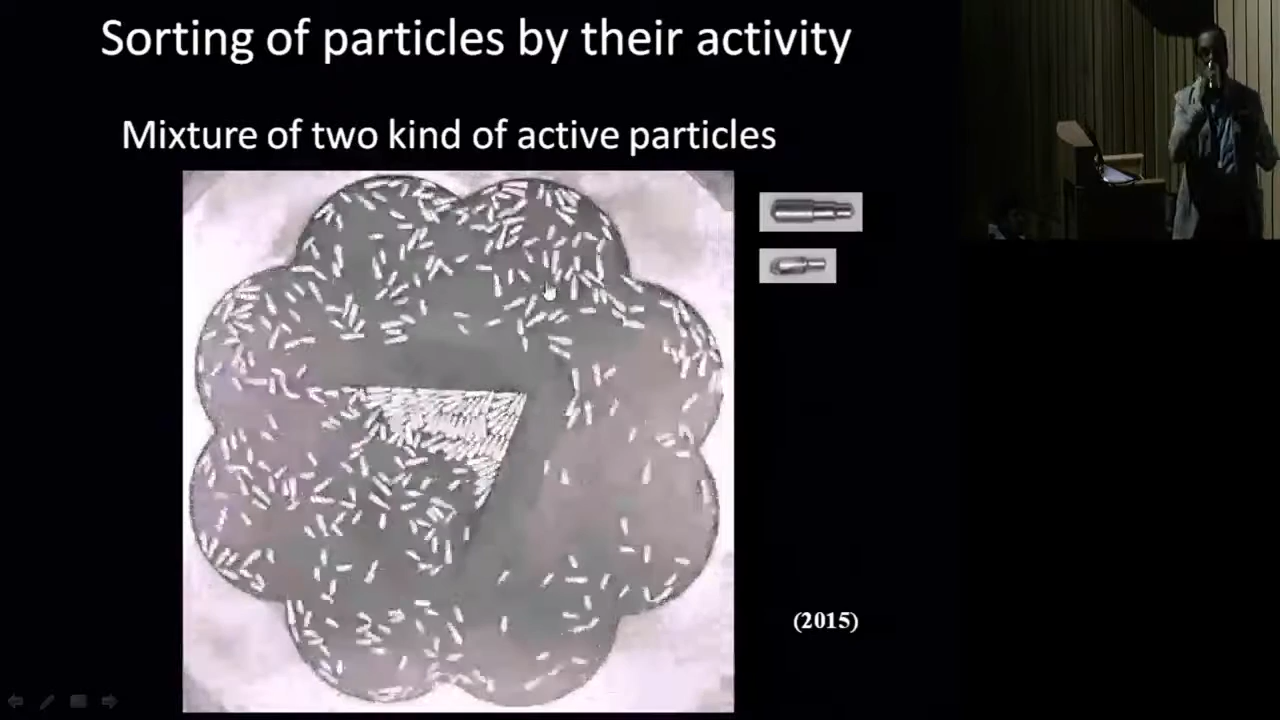 Sorting of particles by their activity
Mixture of two kind of active particles
(2015)